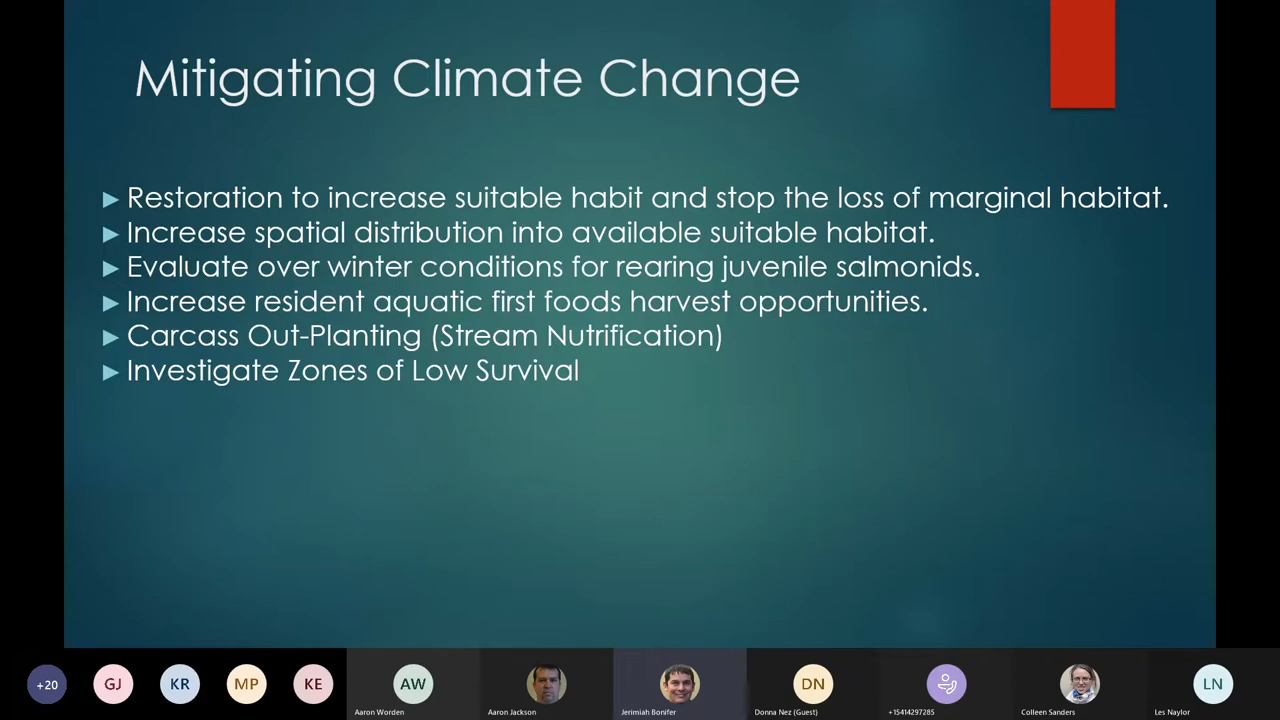 Mitigating Climate Change
Restoration to increase suitable habit and stop the loss of marginal habitat.
Increase spatial distribution into available suitable habitat.
Evaluate over winter conditions for rearing juvenile salmonids.
Increase resident aquatic first foods harvest opportunities.
Carcass Out-Planting (Stream Nutrification)
Investigate Zones of Low Survival
+20 GJ KR MP KE AW DN LN
Aaron Worden Aaron Jackson Jerimiah Bonifer Donna Nez (Guest) +15414297285 Colleen Sanders Les Naylor